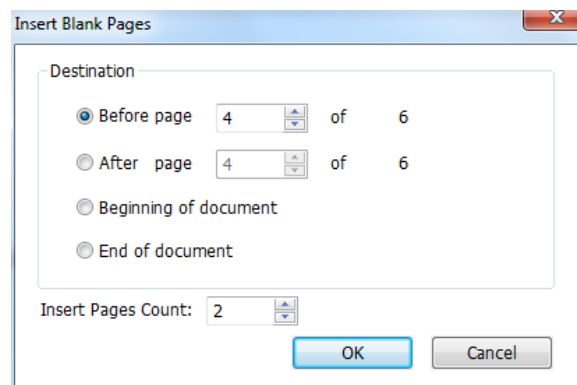 Insert Blank Pages
Destination
Before page 4 of 6
After page 4 of 6
Beginning of document
End of document
Insert Pages Count: 2
OK Cancel